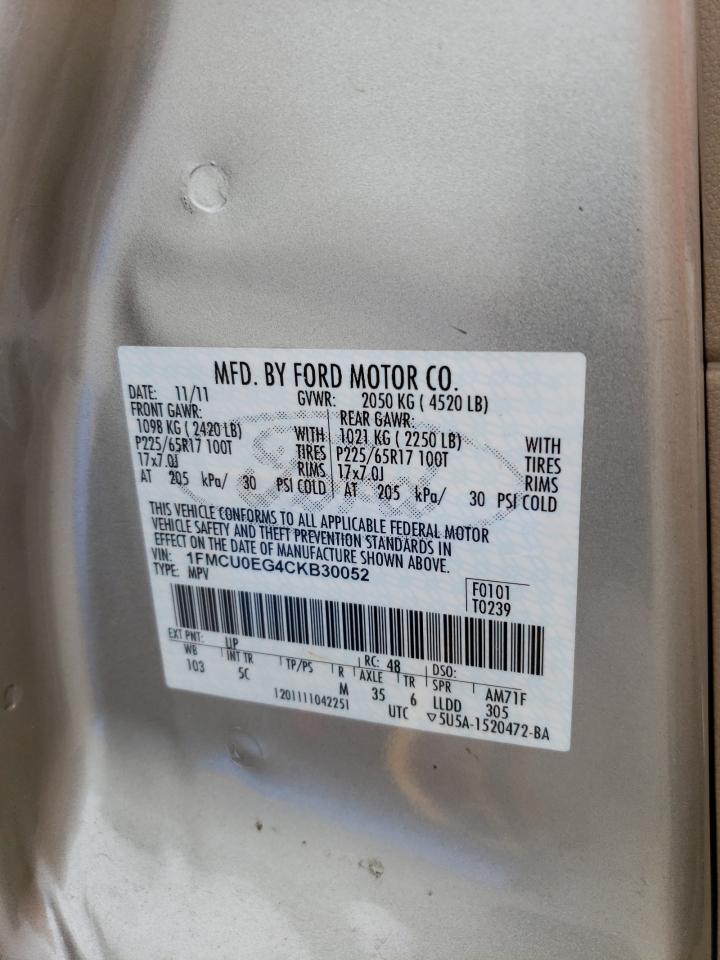 MFD. BY FORD MOTOR CO.
DATE: 11/11 GVWR: 2050 KG ( 4520 LB)
FRONT GAWR: REAR GAWR:
1098 KG ( 2420 LB) WITH 1021 KG ( 2250 LB) WITH
P225/65R17 100T TIRES P225/65R17 100T TIRES
17x7.0J RIMS 17x7.0J RIMS
AT 205 kPa/ 30 PSI COLD AT 205 kPa/ 30 PSI COLD
Ford
THIS VEHICLE CONFORMS TO ALL APPLICABLE FEDERAL MOTOR
VEHICLE SAFETY AND THEFT PREVENTION STANDARDS IN
EFFECT ON THE DATE OF MANUFACTURE SHOWN ABOVE.
VIN: 1FMCU0EG4CKB30052
TYPE: MPV
F0101
T0239
EXT PNT: UP RC: 48 DSO:
WB INT TR TP/PS R AXLE TR SPR AM71F
103 5C M 35 6 LLDD 305
1201111042251 UTC ▽5U5A-1520472-BA